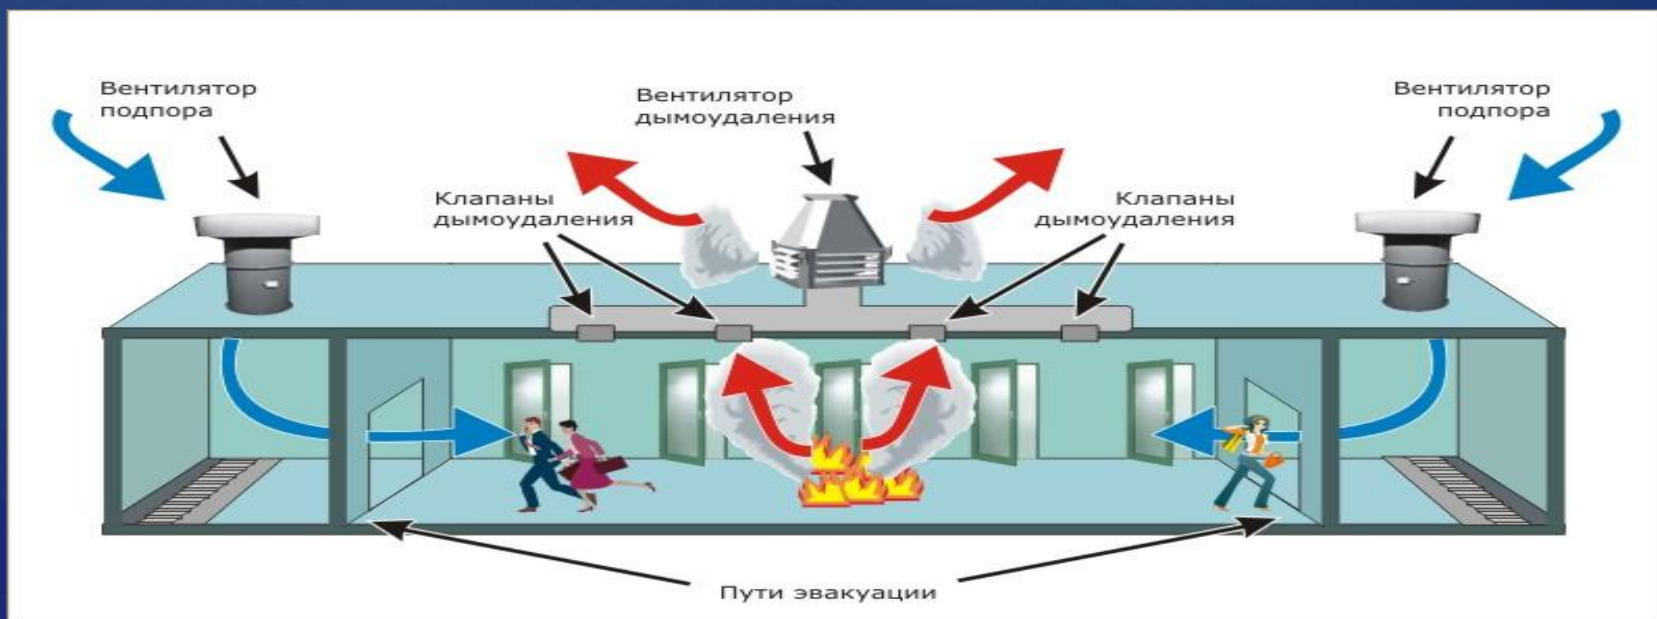 Вентилятор
подпора
Вентилятор
дымоудаления
Вентилятор
подпора
Клапаны
дымоудаления
Клапаны
дымоудаления
Пути эвакуации